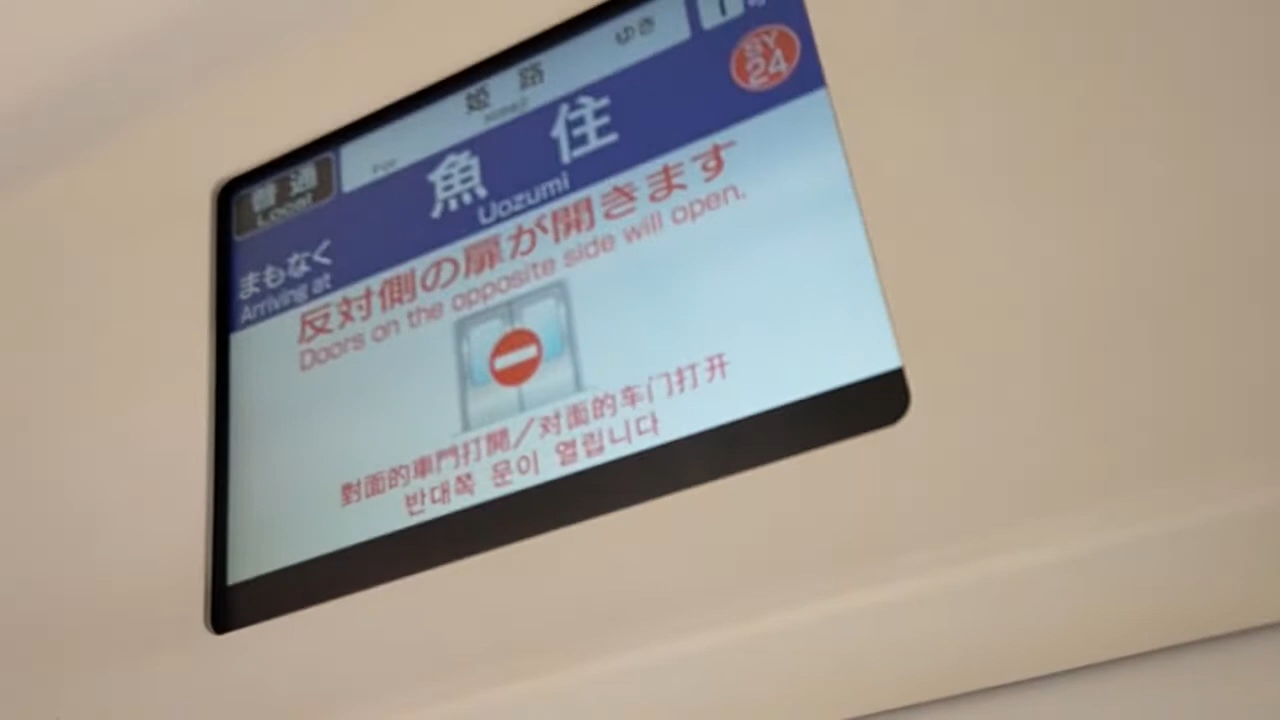 姫路 ゆき
For Himeji
普通
Local
SY
24
魚住
Uozumi
まもなく
Arriving at
反対側の扉が開きます
Doors on the opposite side will open.
對面的車門打開/对面的车门打开
반대쪽 문이 열립니다